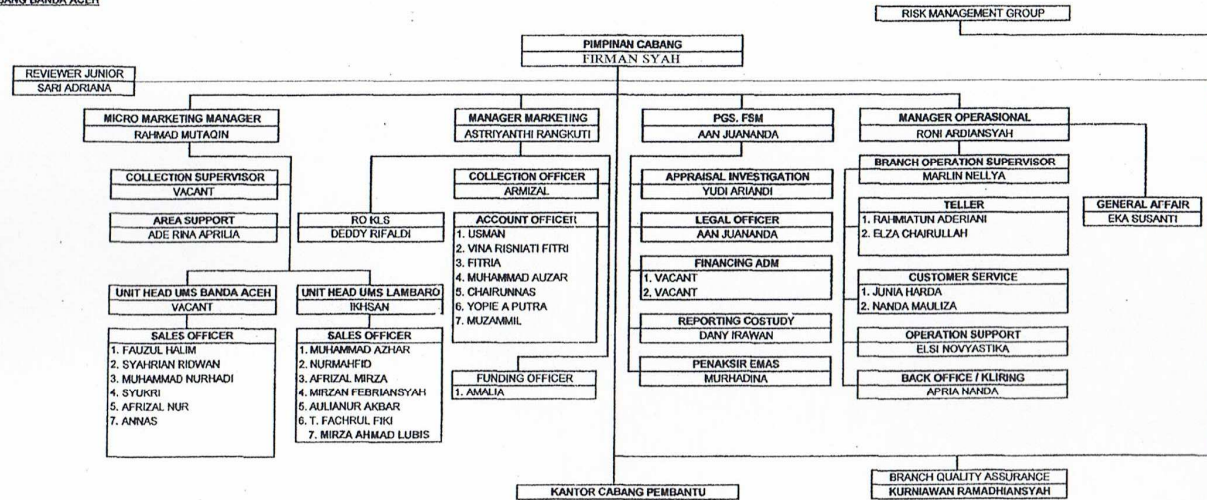 BANDA ACEH
RISK MANAGEMENT GROUP
PIMPINAN CABANG
FIRMAN SYAH
REVIEWER JUNIOR
SARI ADRIANA
MICRO MARKETING MANAGER
RAHMAD MUTAQIN
MANAGER MARKETING
ASTRIYANTHI RANGKUTI
PGS. FSM
AAN JUANANDA
MANAGER OPERASIONAL
RONI ARDIANSYAH
COLLECTION SUPERVISOR
VACANT
AREA SUPPORT
ADE RINA APRILIA
RO KLS
DEDDY RIFALDI
COLLECTION OFFICER
ARMIZAL
ACCOUNT OFFICER
1. USMAN
2. VINA RISNIATI FITRI
3. FITRIA
4. MUHAMMAD AUZAR
5. CHAIRUNNAS
6. YOPIE A PUTRA
7. MUZAMMIL
APPRAISAL INVESTIGATION
YUDI ARIANDI
LEGAL OFFICER
AAN JUANANDA
FINANCING ADM
1. VACANT
2. VACANT
REPORTING COSTUDY
DANY IRAWAN
PENAKSIR EMAS
MURHADINA
BRANCH OPERATION SUPERVISOR
MARLIN NELLYA
TELLER
1. RAHMIATUN ADERIANI
2. ELZA CHAIRULLAH
GENERAL AFFAIR
EKA SUSANTI
CUSTOMER SERVICE
1. JUNIA HARDA
2. NANDA MAULIZA
OPERATION SUPPORT
ELSI NOVYASTIKA
BACK OFFICE / KLIRING
APRIA NANDA
UNIT HEAD UMS BANDA ACEH
VACANT
SALES OFFICER
1. FAUZUL HALIM
2. SYAHRIAN RIDWAN
3. MUHAMMAD NURHADI
4. SYUKRI
5. AFRIZAL NUR
7. ANNAS
UNIT HEAD UMS LAMBARO
IKHSAN
SALES OFFICER
1. MUHAMMAD AZHAR
2. NURMAHFID
3. AFRIZAL MIRZA
4. MIRZAN FEBRIANSYAH
5. AULIANUR AKBAR
6. T. FACHRUL FIKI
7. MIRZA AHMAD LUBIS
FUNDING OFFICER
1. AMALIA
KANTOR CABANG PEMBANTU
BRANCH QUALITY ASSURANCE
KURNIAWAN RAMADHIANSYAH